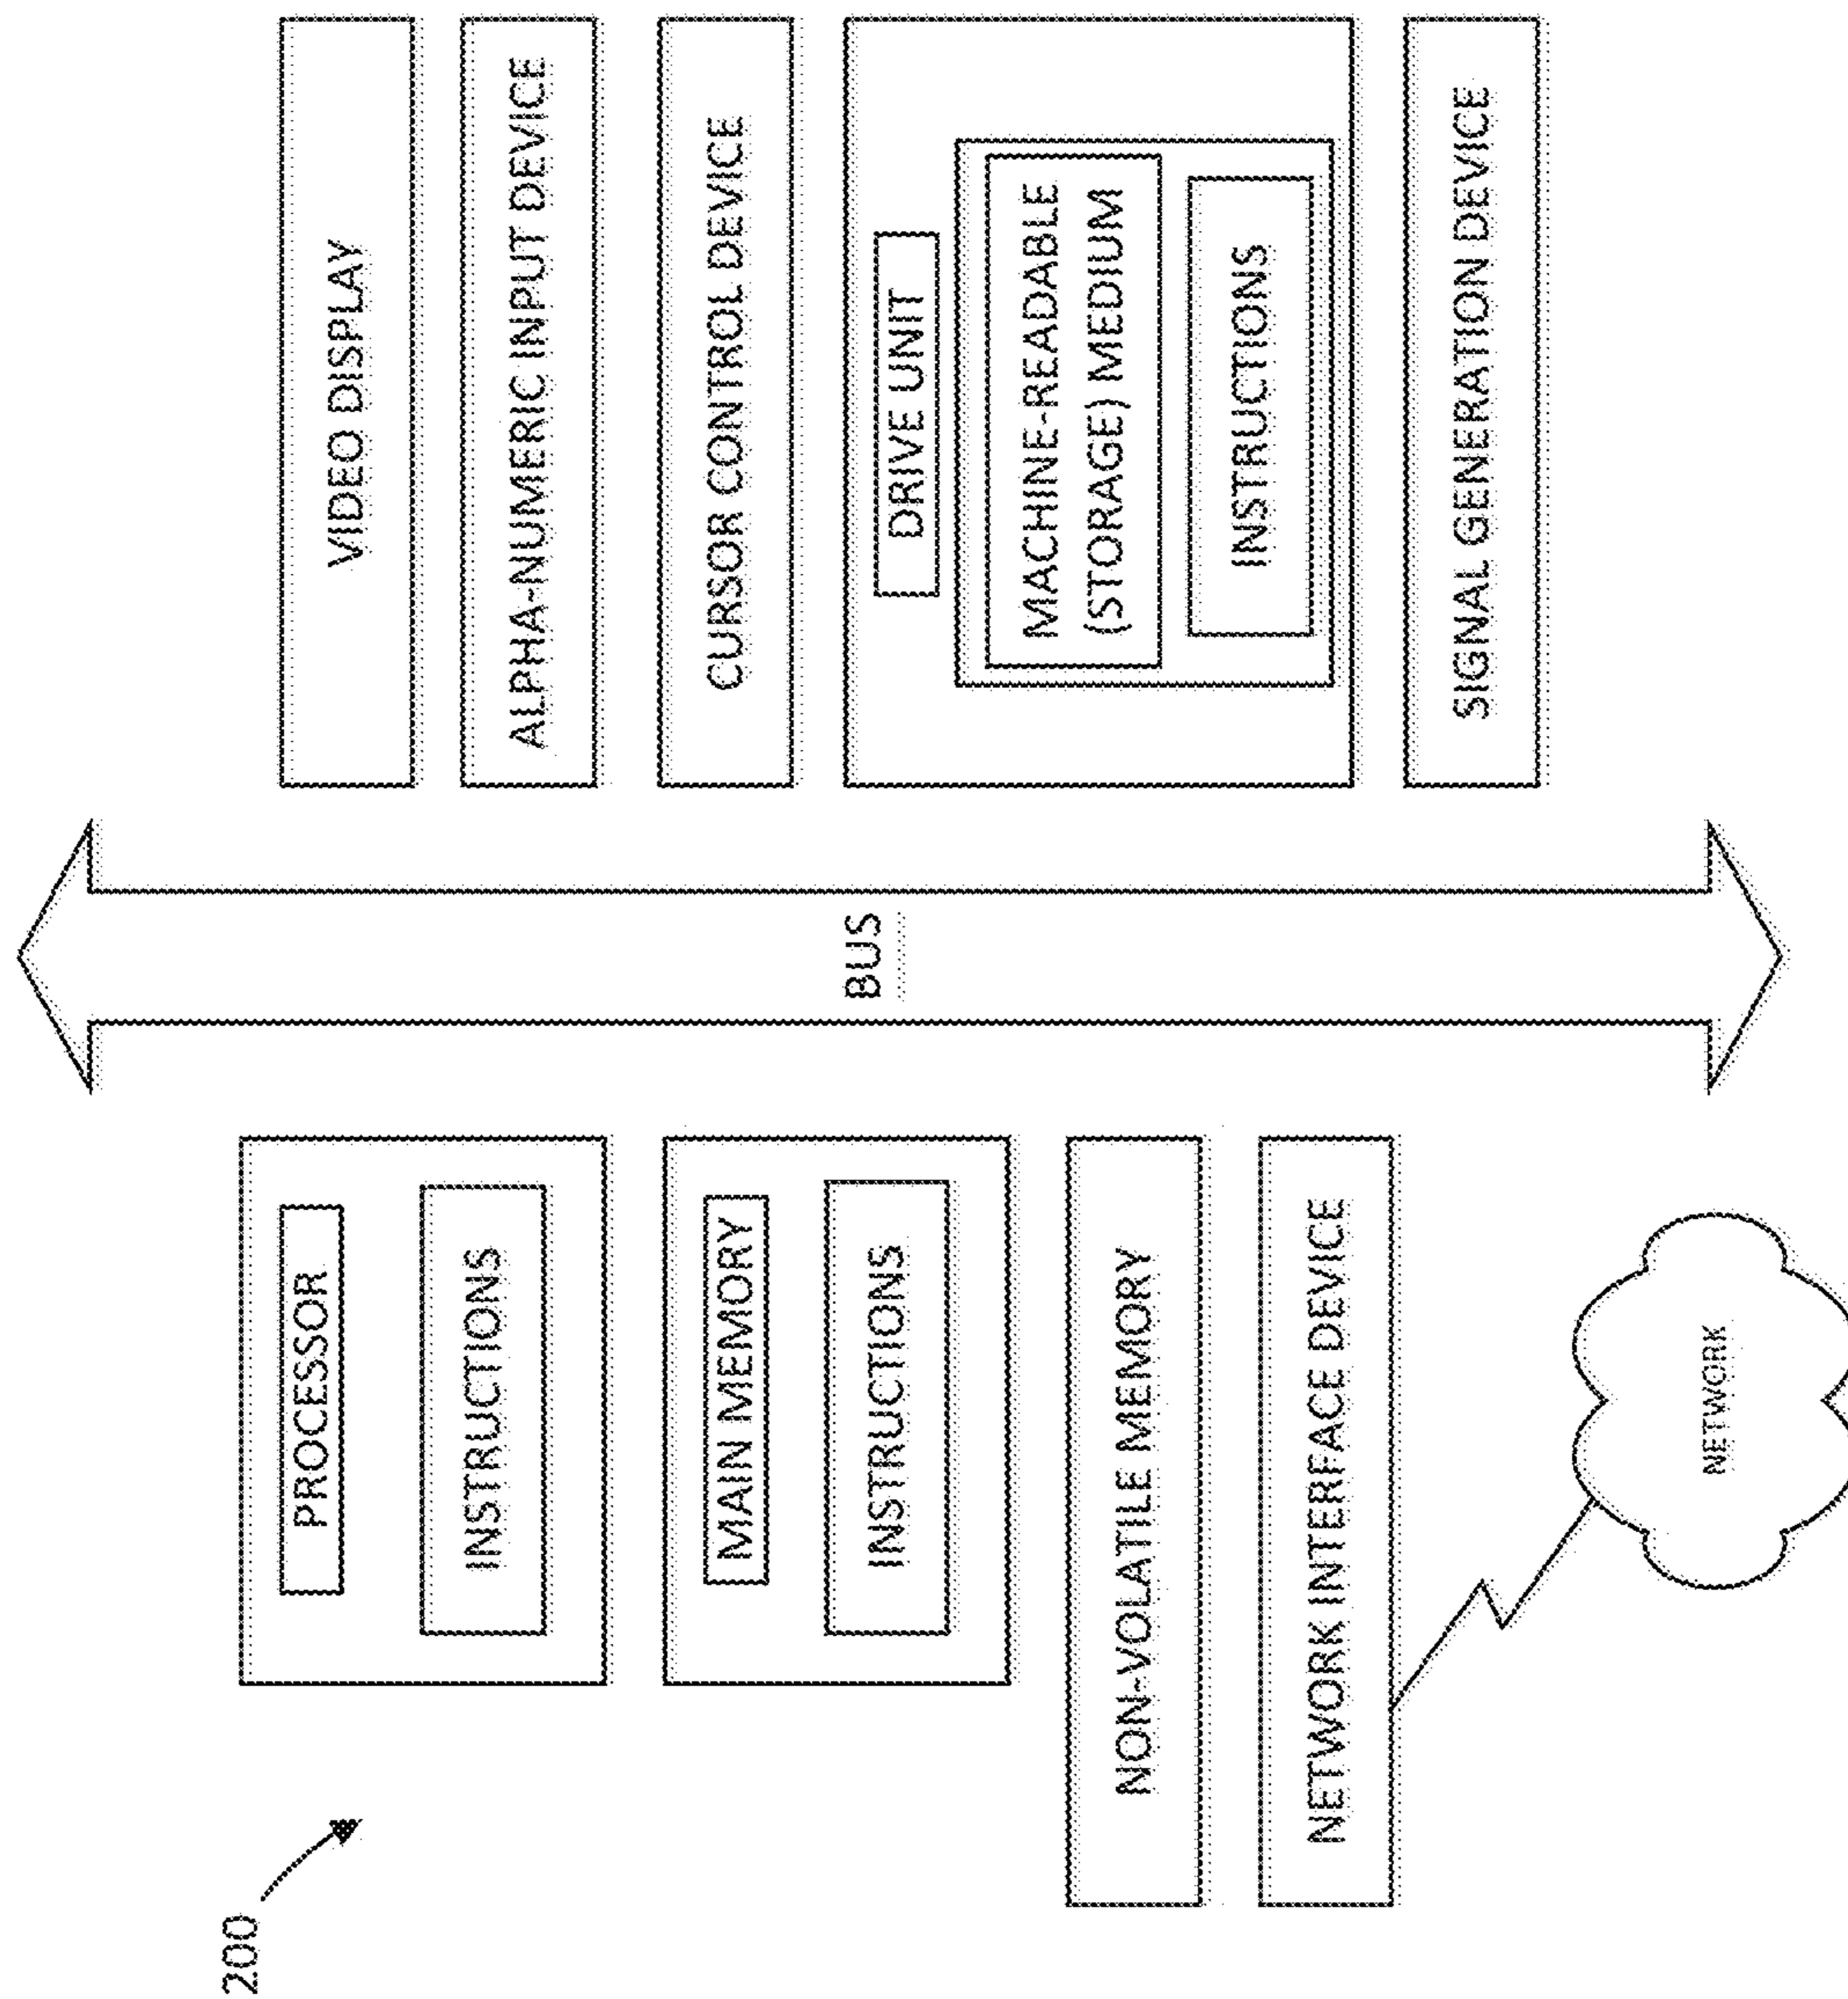 200
PROCESSOR
INSTRUCTIONS
MAIN MEMORY
INSTRUCTIONS
NON-VOLATILE MEMORY
NETWORK INTERFACE DEVICE
NETWORK
BUS
VIDEO DISPLAY
ALPHA-NUMERIC INPUT DEVICE
CURSOR CONTROL DEVICE
DRIVE UNIT
MACHINE-READABLE
(STORAGE) MEDIUM
INSTRUCTIONS
SIGNAL GENERATION DEVICE